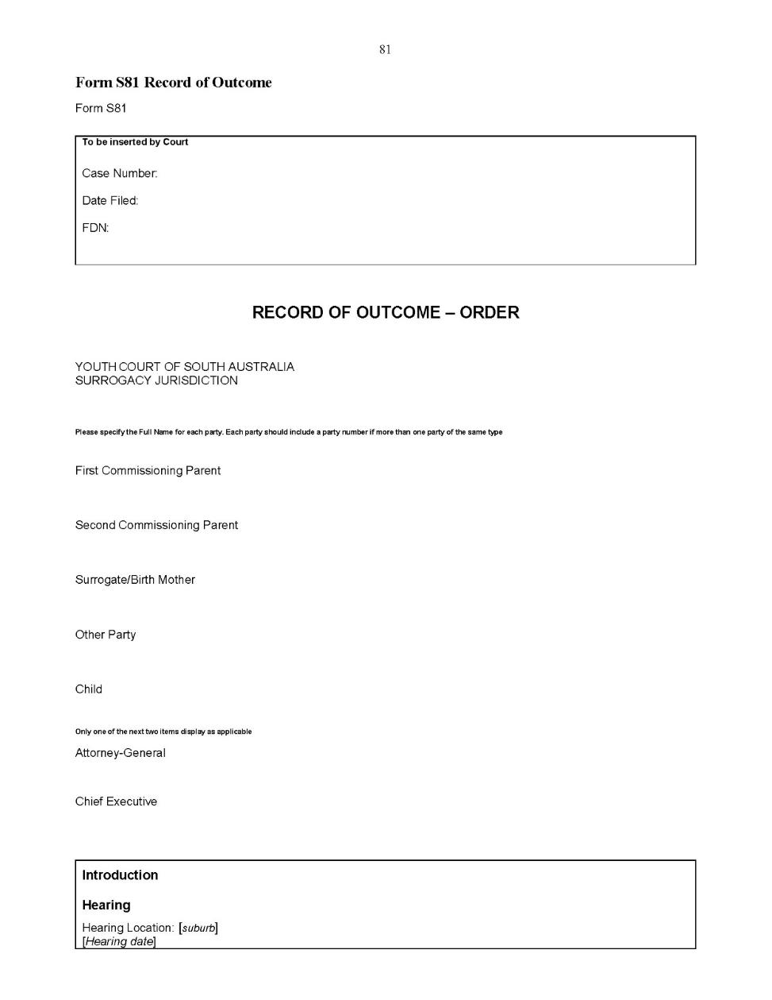 81
Form S81 Record of Outcome
Form S81
To be inserted by Court
Case Number:
Date Filed:
FDN:
RECORD OF OUTCOME – ORDER
YOUTH COURT OF SOUTH AUSTRALIA
SURROGACY JURISDICTION
Please specify the Full Name for each party. Each party should include a party number if more than one party of the same type
First Commissioning Parent
Second Commissioning Parent
Surrogate/Birth Mother
Other Party
Child
Only one of the next two items display as applicable
Attorney-General
Chief Executive
Introduction
Hearing
Hearing Location: [suburb]
[Hearing date]